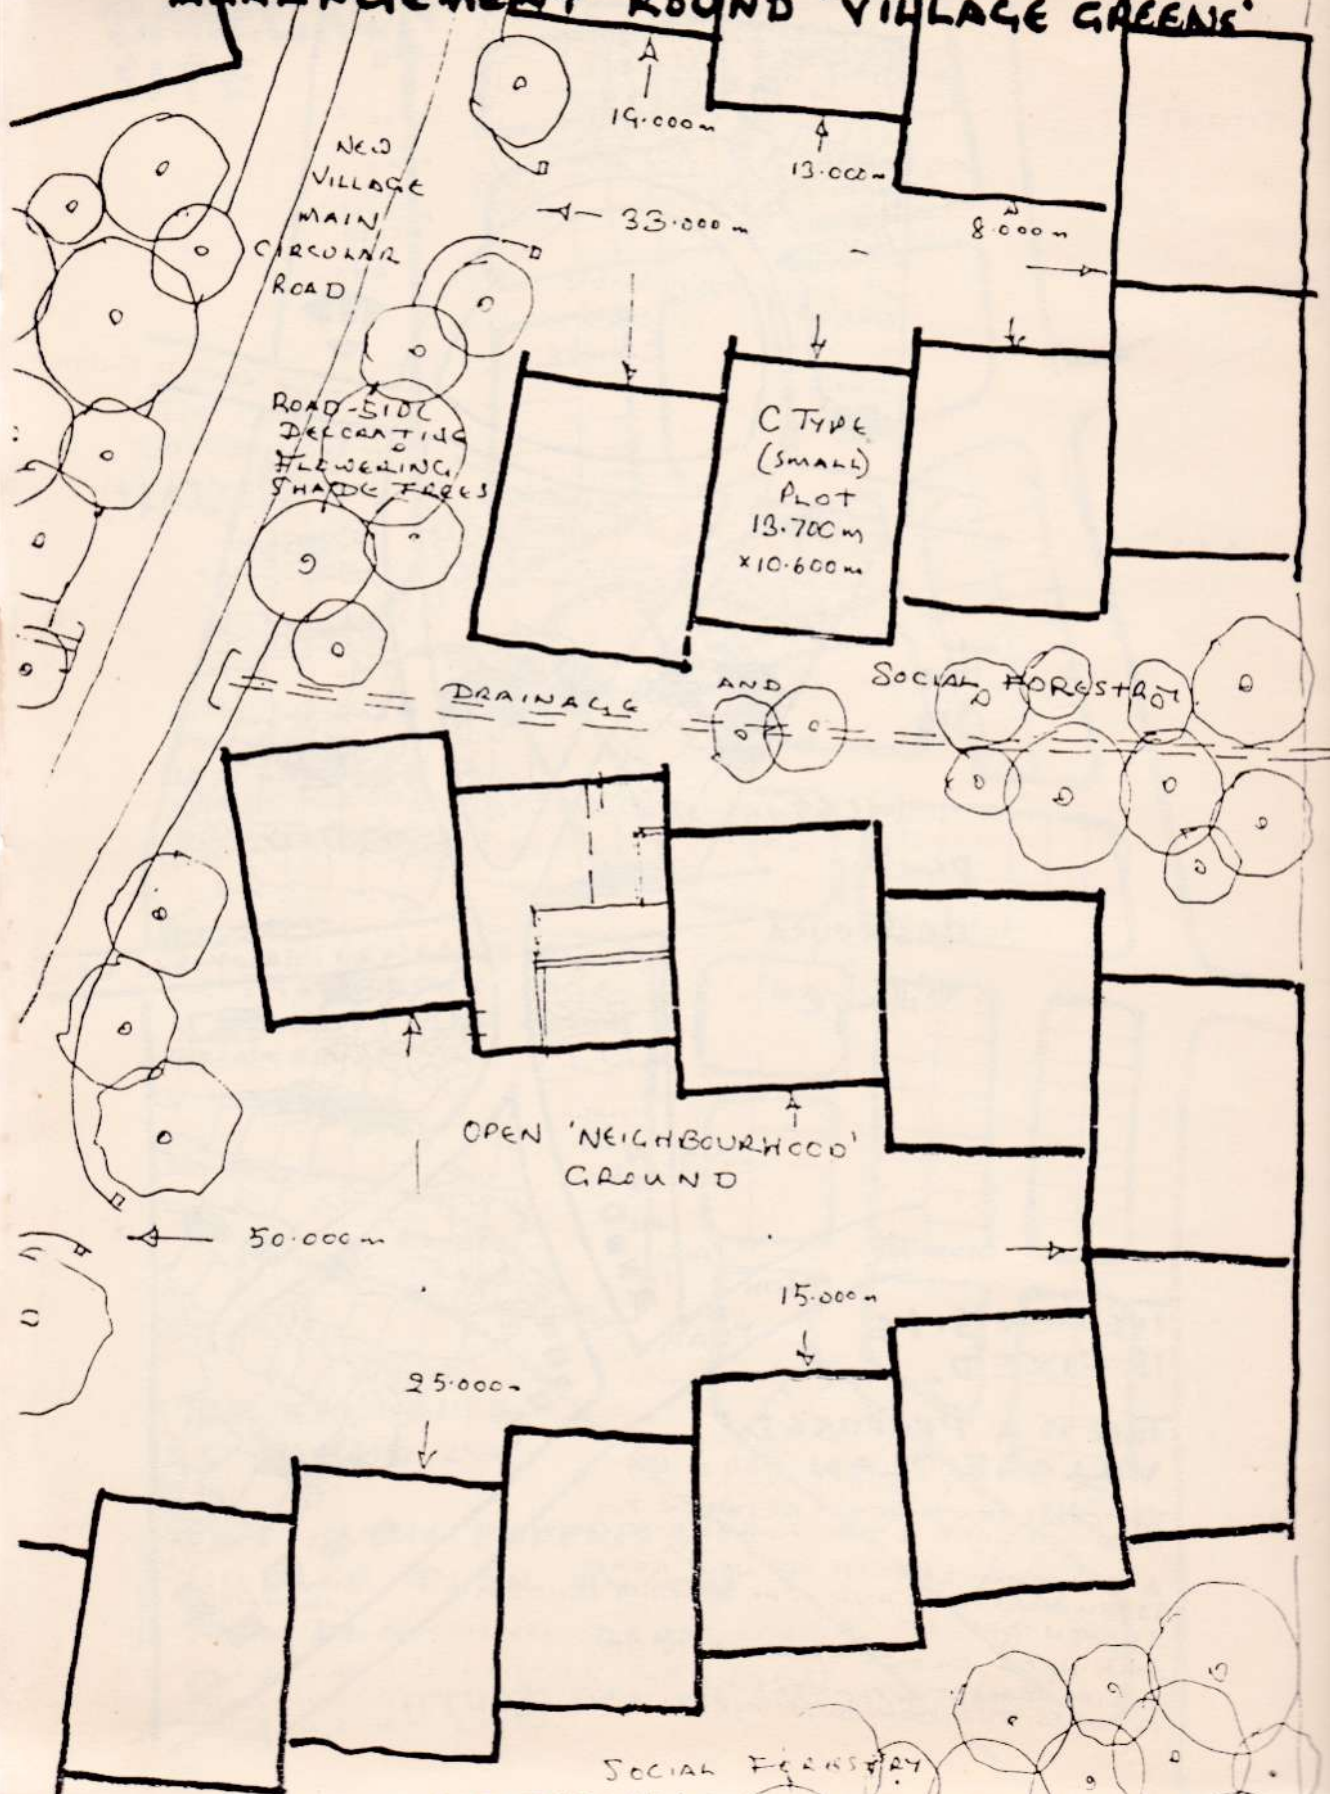 ARRANGEMENT ROUND 'VILLAGE GREENS'
19.000m
13.000m
8.000m
33.000m
NEW
VILLAGE
MAIN
CIRCULAR
ROAD
ROAD-SIDE
DECORATING
FLOWERING
SHADE TREES
C TYPE
(SMALL)
PLOT
13.700m
x10.600m
DRAINAGE AND SOCIAL FORESTRY
OPEN 'NEIGHBOURHOOD'
GROUND
50.000m
15.000m
25.000m
SOCIAL FORESTRY